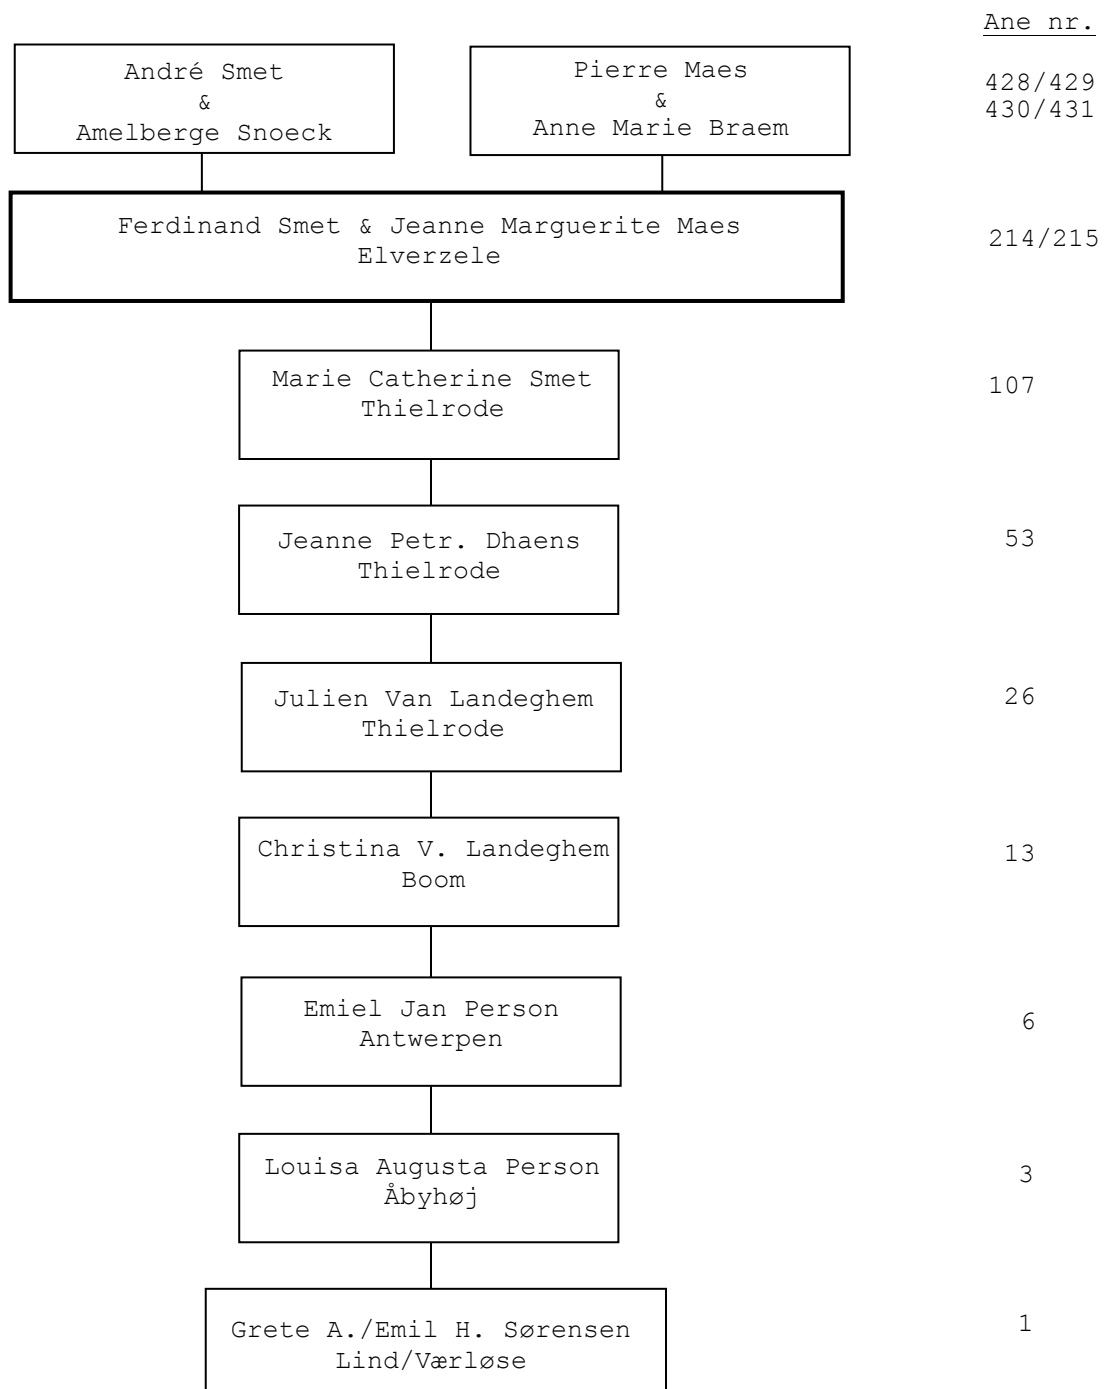 Ane nr.
André Smet
&
Amelberge Snoeck
Pierre Maes
&
Anne Marie Braem
428/429
430/431
Ferdinand Smet & Jeanne Marguerite Maes
Elverzele
214/215
Marie Catherine Smet
Thielrode
107
Jeanne Petr. Dhaens
Thielrode
53
Julien Van Landeghem
Thielrode
26
Christina V. Landeghem
Boom
13
Emiel Jan Person
Antwerpen
6
Louisa Augusta Person
Åbyhøj
3
Grete A./Emil H. Sørensen
Lind/Værløse
1